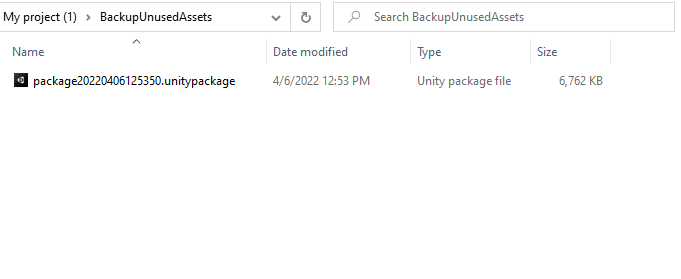 My project (1) > BackupUnusedAssets Search BackupUnusedAssets
Name Date modified Type Size
package20220406125350.unitypackage 4/6/2022 12:53 PM Unity package file 6,762 KB